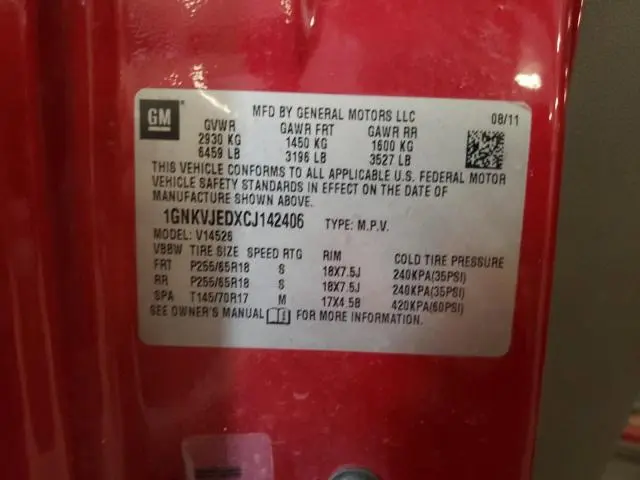 GM
MFD BY GENERAL MOTORS LLC 08/11
GVWR GAWR FRT GAWR RR
2930 KG 1450 KG 1600 KG
6459 LB 3196 LB 3527 LB
THIS VEHICLE CONFORMS TO ALL APPLICABLE U.S. FEDERAL MOTOR
VEHICLE SAFETY STANDARDS IN EFFECT ON THE DATE OF
MANUFACTURE SHOWN ABOVE.
1GNKVJEDXCJ142406 TYPE: M.P.V.
MODEL: V14526
VBBW TIRE SIZE SPEED RTG RIM COLD TIRE PRESSURE
FRT P255/65R18 S 18X7.5J 240KPA(35PSI)
RR P255/65R18 S 18X7.5J 240KPA(35PSI)
SPA T145/70R17 M 17X4.5B 420KPA(60PSI)
SEE OWNER'S MANUAL FOR MORE INFORMATION.